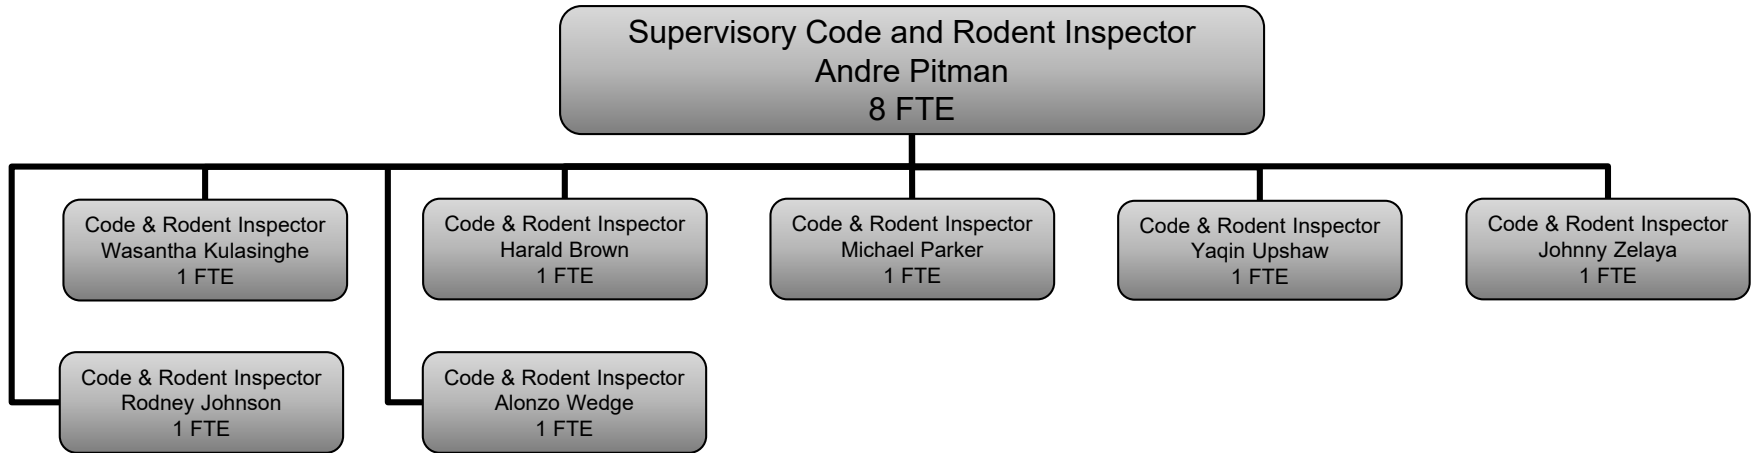 Supervisory Code and Rodent Inspector
Andre Pitman
8 FTE
Code & Rodent Inspector
Wasantha Kulasinghe
1 FTE
Code & Rodent Inspector
Harald Brown
1 FTE
Code & Rodent Inspector
Michael Parker
1 FTE
Code & Rodent Inspector
Yaqin Upshaw
1 FTE
Code & Rodent Inspector
Johnny Zelaya
1 FTE
Code & Rodent Inspector
Rodney Johnson
1 FTE
Code & Rodent Inspector
Alonzo Wedge
1 FTE